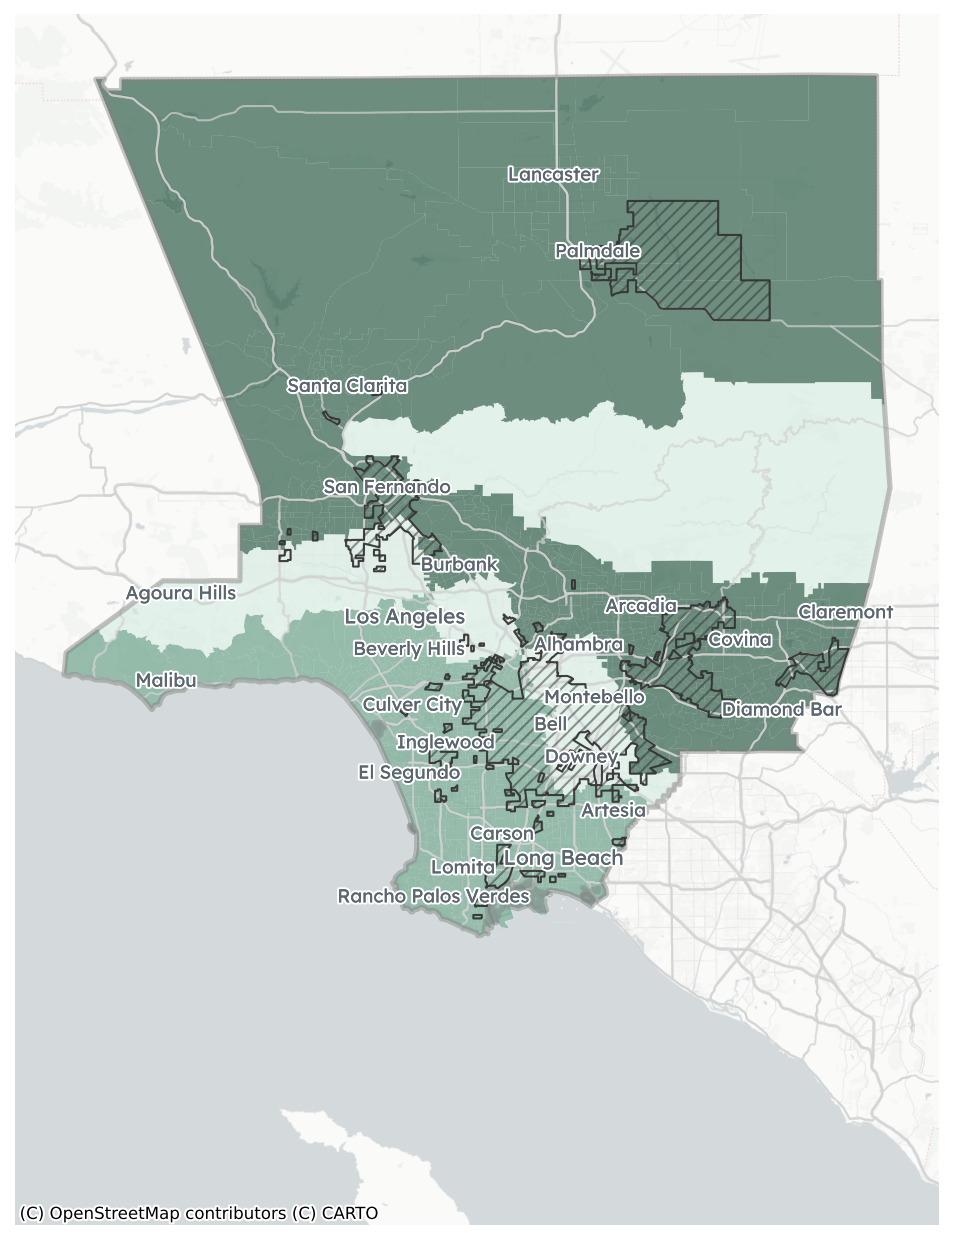 Lancaster
Palmdale
Santa Clarita
San Fernando
Burbank
Agoura Hills
Arcadia
Claremont
Los Angeles
Covina
Beverly Hills
Alhambra
Malibu
Montebello
Culver City
Diamond Bar
Bell
Inglewood
Downey
El Segundo
Artesia
Carson
Long Beach
Lomita
Rancho Palos Verdes
(C) OpenStreetMap contributors (C) CARTO